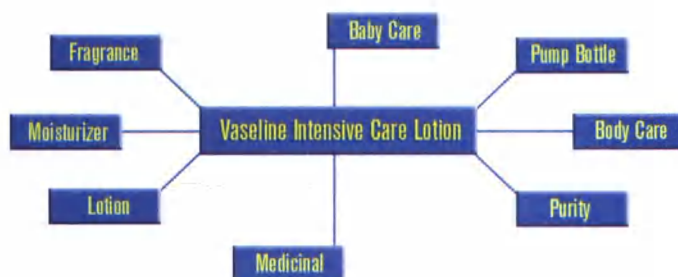 Baby Care
Fragrance
Pump Bottle
Moisturizer
Vaseline Intensive Care Lotion
Body Care
Lotion
Purity
Medicinal